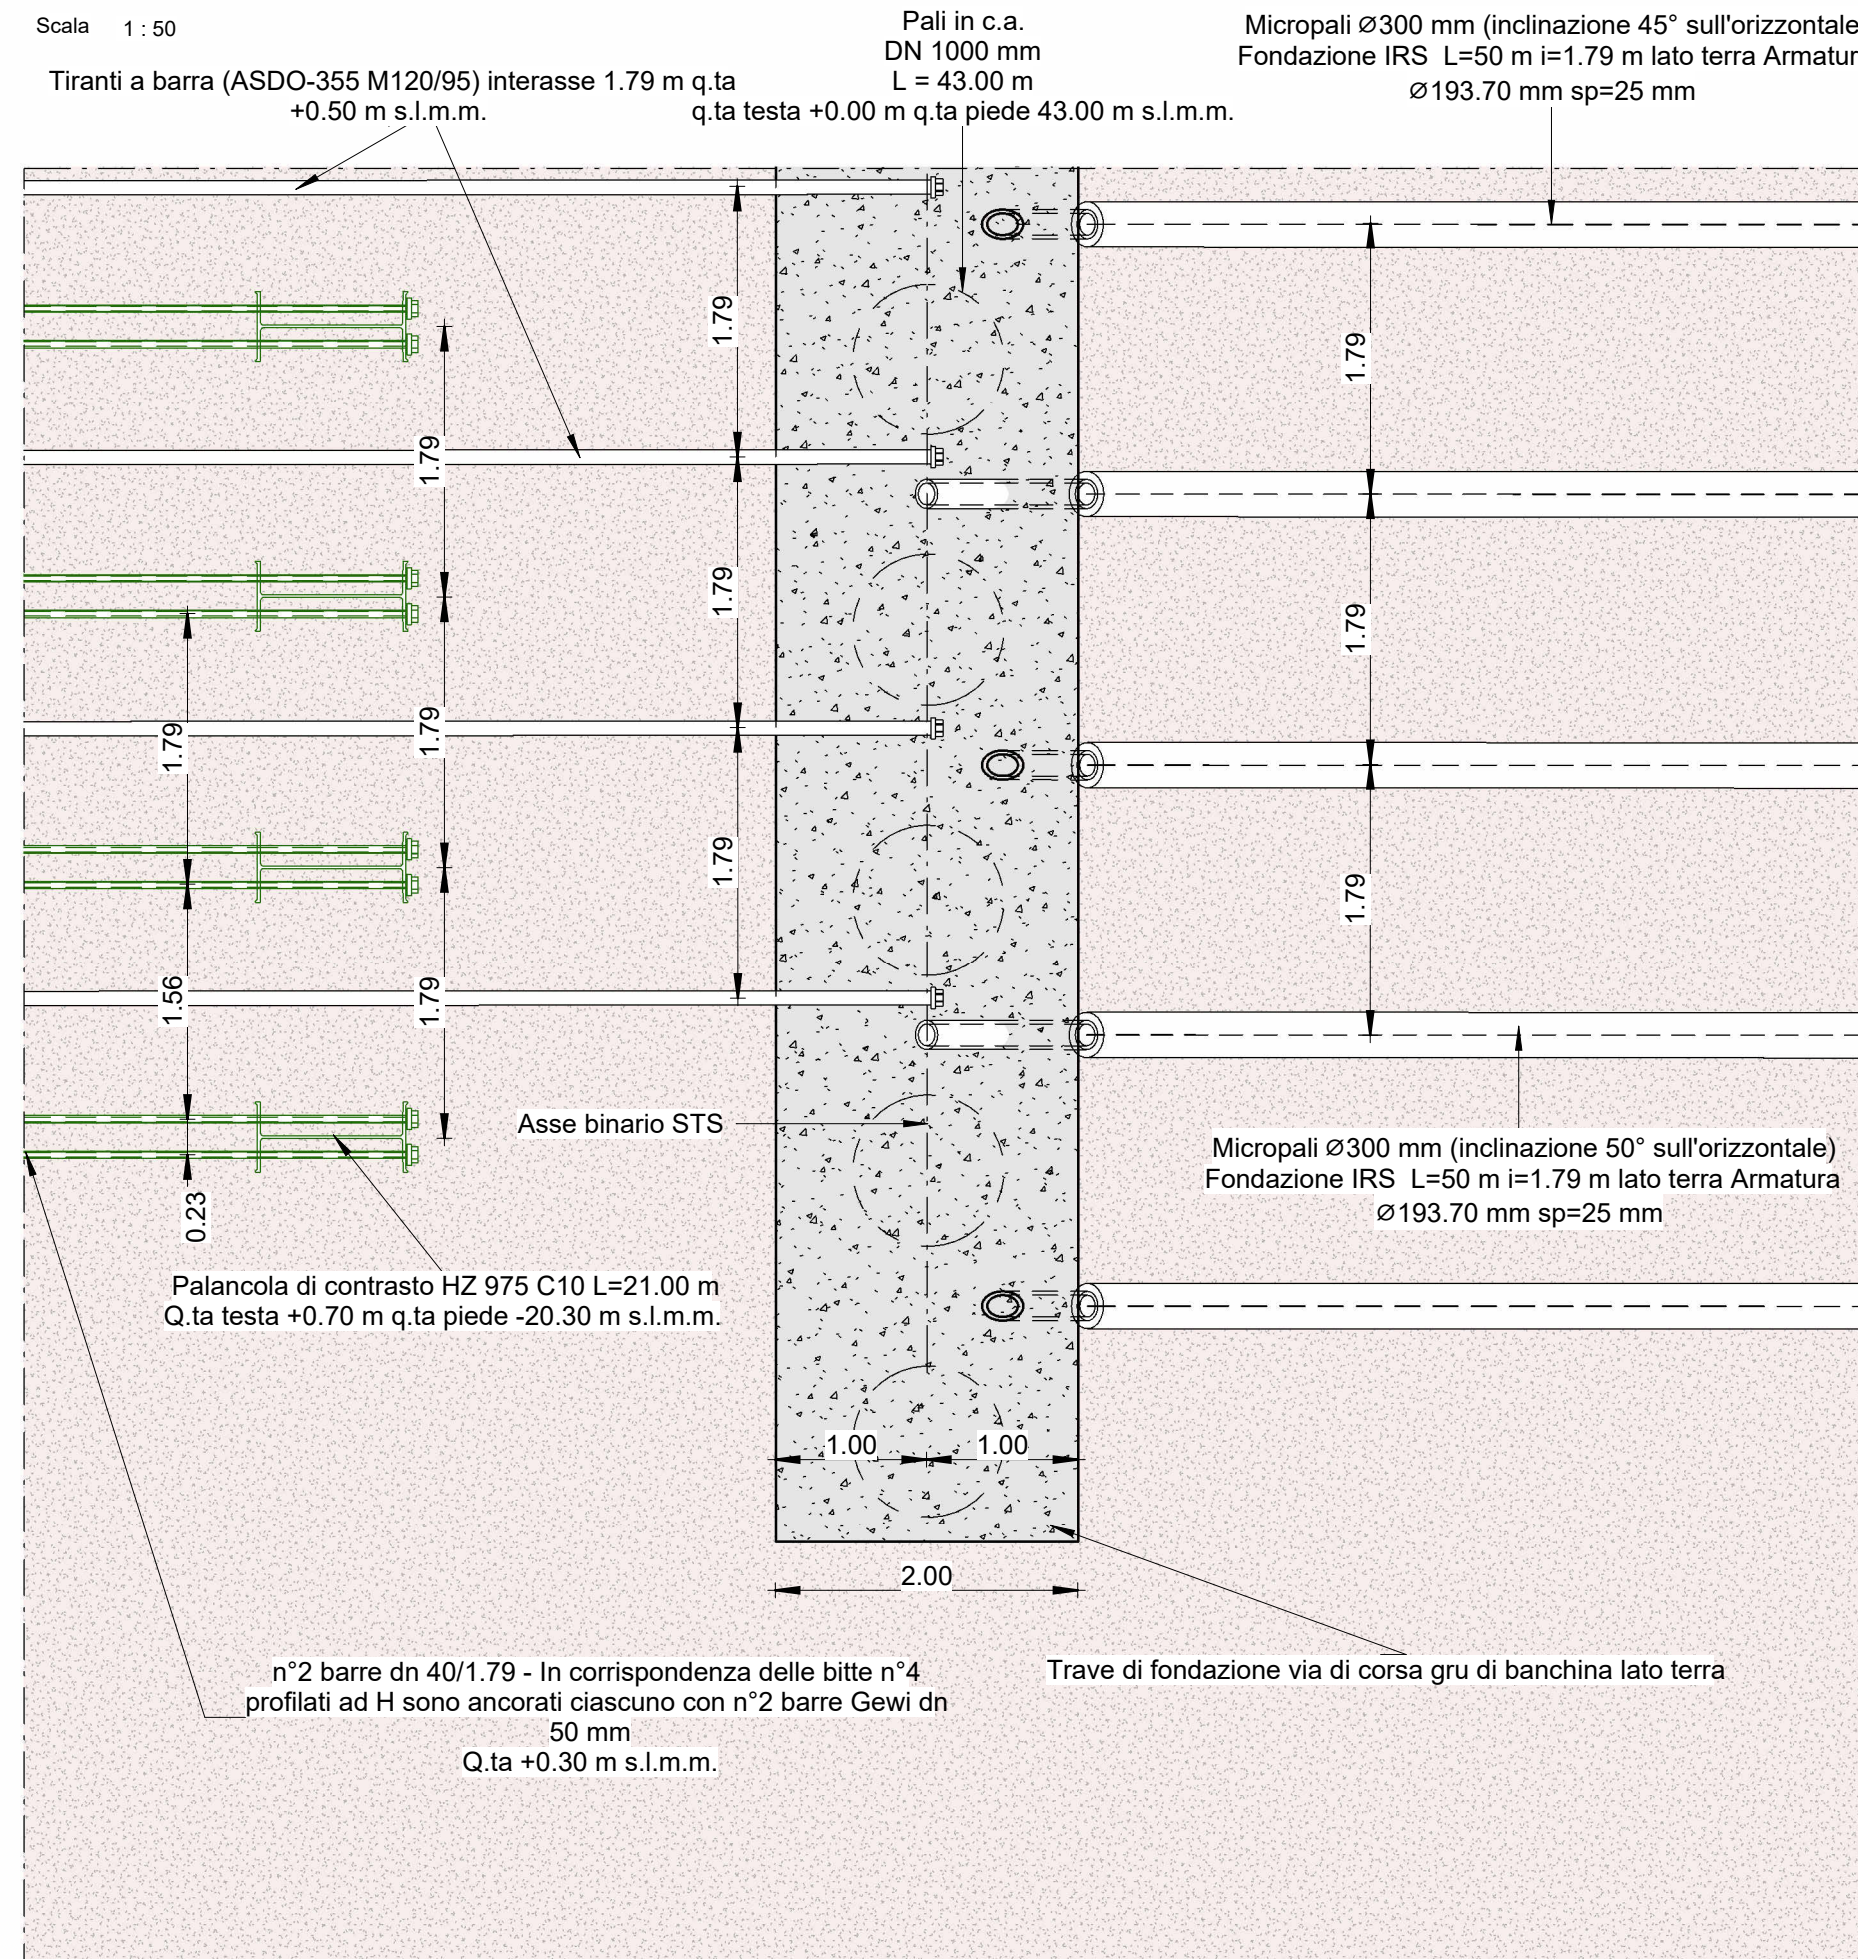 Scala 1 : 50
Tiranti a barra (ASDO-355 M120/95) interasse 1.79 m q.ta
+0.50 m s.l.m.m.
Pali in c.a.
DN 1000 mm
L = 43.00 m
q.ta testa +0.00 m q.ta piede 43.00 m s.l.m.m.
Micropali Ø300 mm (inclinazione 45° sull'orizzontale
Fondazione IRS L=50 m i=1.79 m lato terra Armatur
Ø193.70 mm sp=25 mm
1.79
1.79
1.79
1.79
1.79
1.79
1.79
1.79
1.79
1.79
1.56
0.23
Asse binario STS
Micropali Ø300 mm (inclinazione 50° sull'orizzontale)
Fondazione IRS L=50 m i=1.79 m lato terra Armatura
Ø193.70 mm sp=25 mm
Palancola di contrasto HZ 975 C10 L=21.00 m
Q.ta testa +0.70 m q.ta piede -20.30 m s.l.m.m.
1.00
1.00
2.00
n°2 barre dn 40/1.79 - In corrispondenza delle bitte n°4
profilati ad H sono ancorati ciascuno con n°2 barre Gewi dn
50 mm
Q.ta +0.30 m s.l.m.m.
Trave di fondazione via di corsa gru di banchina lato terra